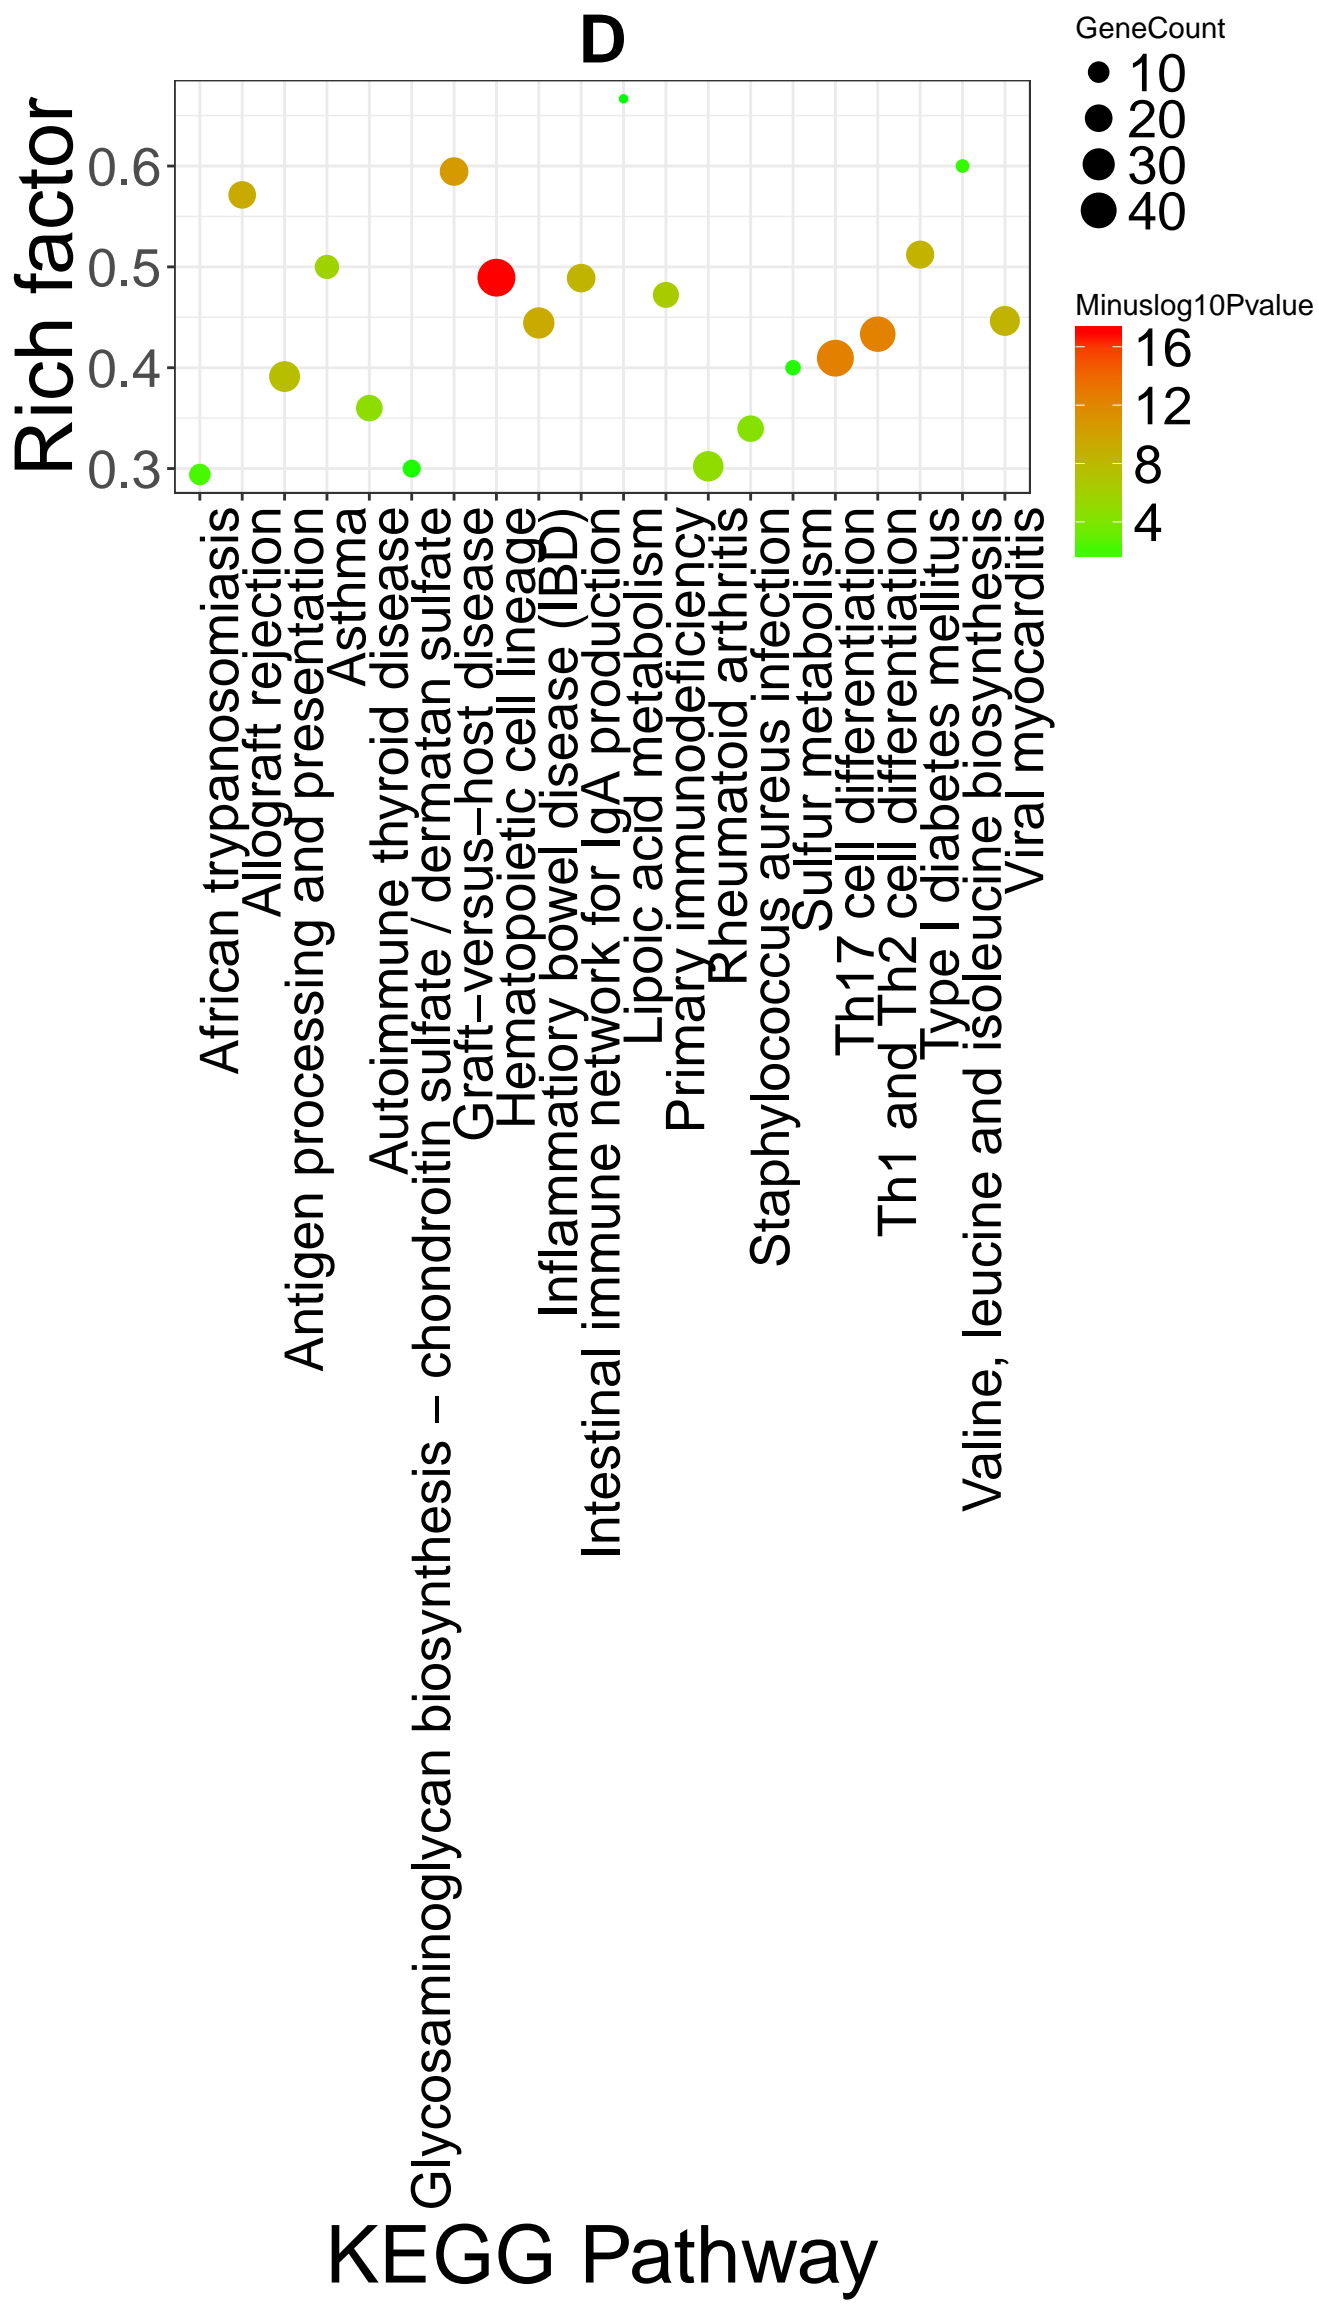 D
Rich factor
0.6
0.5
0.4
0.3
African trypanosomiasis
Allograft rejection
Antigen processing and presentation
Asthma
Autoimmune thyroid disease
Glycosaminoglycan biosynthesis − chondroitin sulfate / dermatan sulfate
Graft−versus−host disease
Hematopoietic cell lineage
Inflammatory bowel disease (IBD)
Intestinal immune network for IgA production
Lipoic acid metabolism
Primary immunodeficiency
Rheumatoid arthritis
Staphylococcus aureus infection
Sulfur metabolism
Th17 cell differentiation
Th1 and Th2 cell differentiation
Type I diabetes mellitus
Valine, leucine and isoleucine biosynthesis
Viral myocarditis
KEGG Pathway
GeneCount
10
20
30
40
Minuslog10Pvalue
16
12
8
4